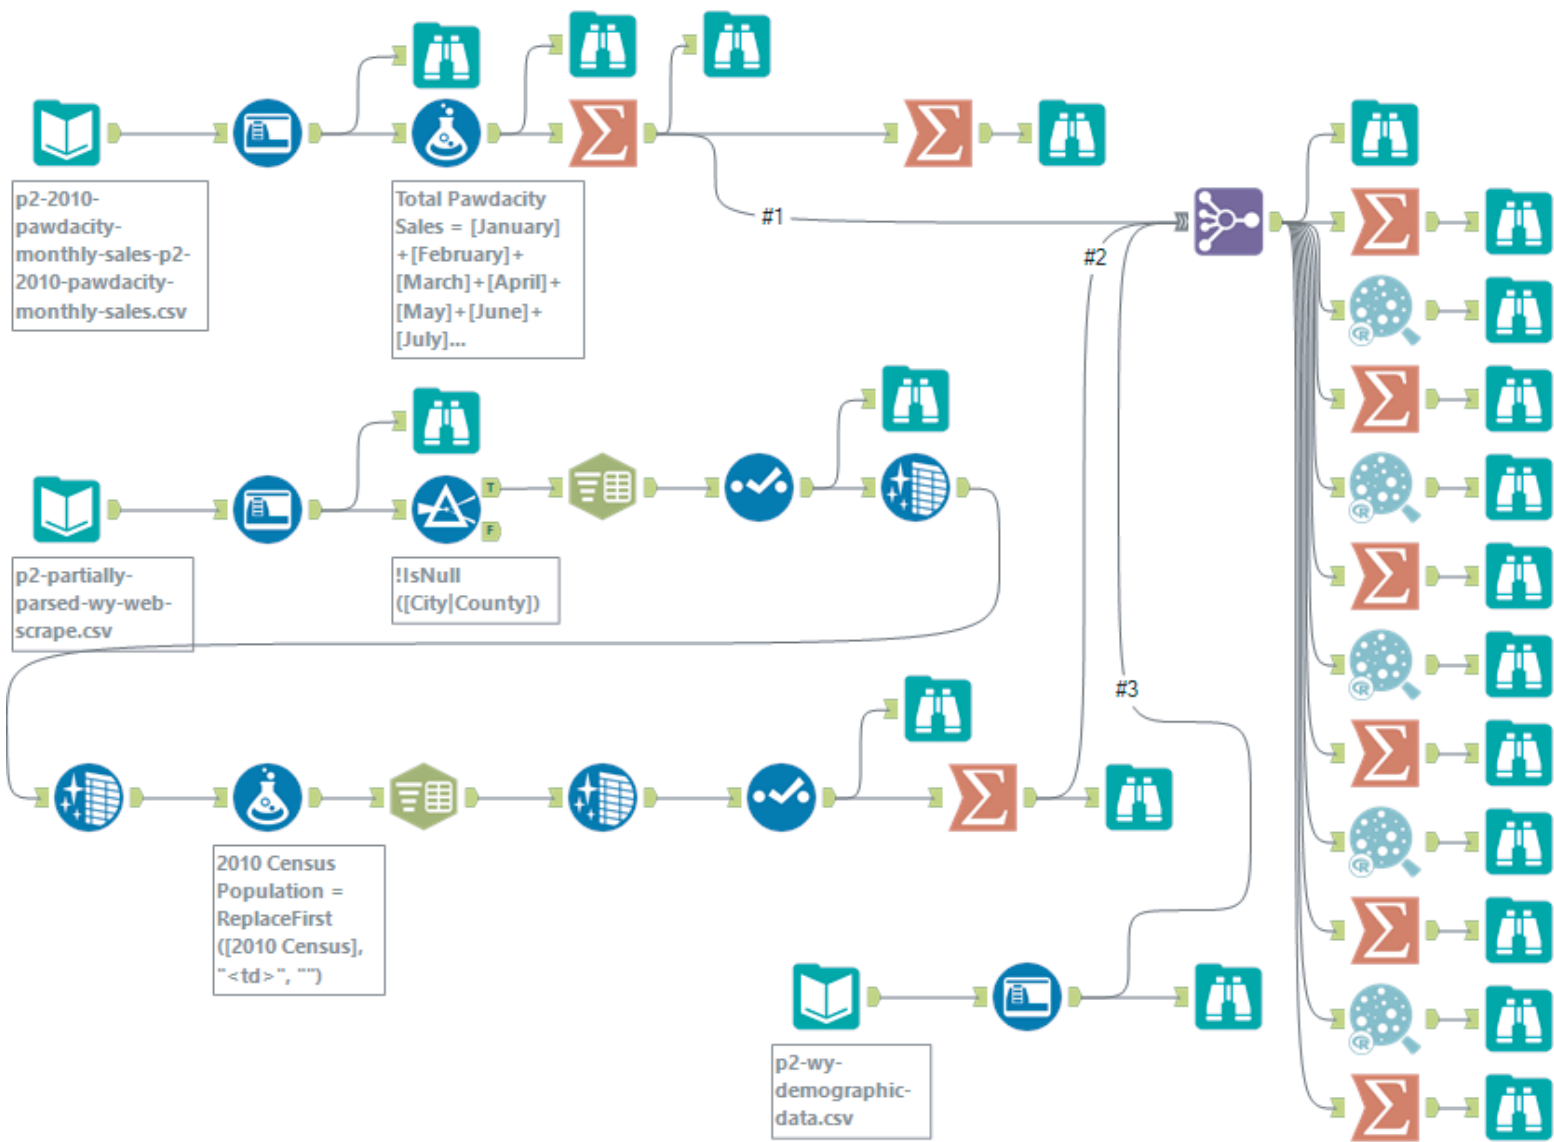 p2-2010-
pawdacity-
monthly-sales-p2-
2010-pawdacity-
monthly-sales.csv
Total Pawdacity
Sales = [January]
+[February]+
[March]+[April]+
[May]+[June]+
[July]...
#1
#2
T
F
p2-partially-
parsed-wy-web-
scrape.csv
!IsNull
([City|County])
#3
2010 Census
Population =
ReplaceFirst
([2010 Census],
"<td>", "")
p2-wy-
demographic-
data.csv
R
R
R
R
R